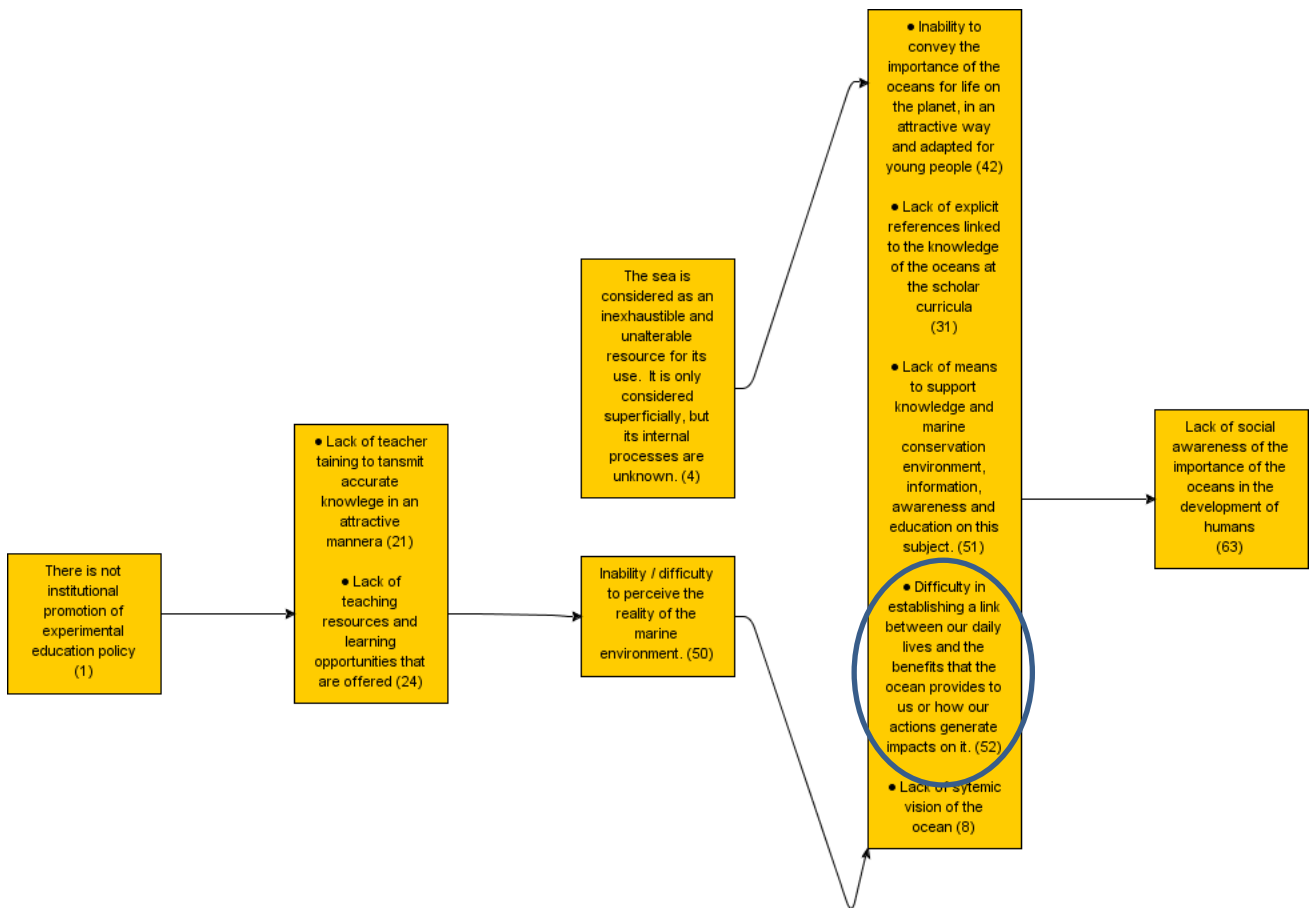 There is not
institutional
promotion of
experimental
education policy
(1)
● Lack of teacher
taining to tansmit
accurate
knowlege in an
attractive
mannera (21)
● Lack of
teaching
resources and
learning
opportunities that
are offered (24)
The sea is
considered as an
inexhaustible and
unalterable
resource for its
use. It is only
considered
superficially, but
its internal
processes are
unknown. (4)
Inability / difficulty
to perceive the
reality of the
marine
environment. (50)
● Inability to
convey the
importance of the
oceans for life on
the planet, in an
attractive way
and adapted for
young people (42)
● Lack of explicit
references linked
to the knowledge
of the oceans at
the scholar
curricula
(31)
● Lack of means
to support
knowledge and
marine
conservation
environment,
information,
awareness and
education on this
subject. (51)
● Difficulty in
establishing a link
between our daily
lives and the
benefits that the
ocean provides to
us or how our
actions generate
impacts on it. (52)
● Lack of sytemic
vision of the
ocean (8)
Lack of social
awareness of the
importance of the
oceans in the
development of
humans
(63)